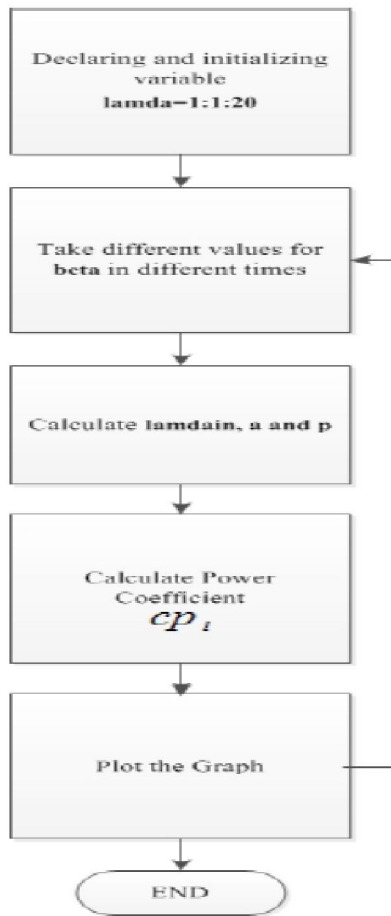 Declaring and initializing
variable
lamda=1:1:20
Take different values for
beta in different times
Calculate lamdain, a and p
Calculate Power
Coefficient
cp₁
Plot the Graph
END